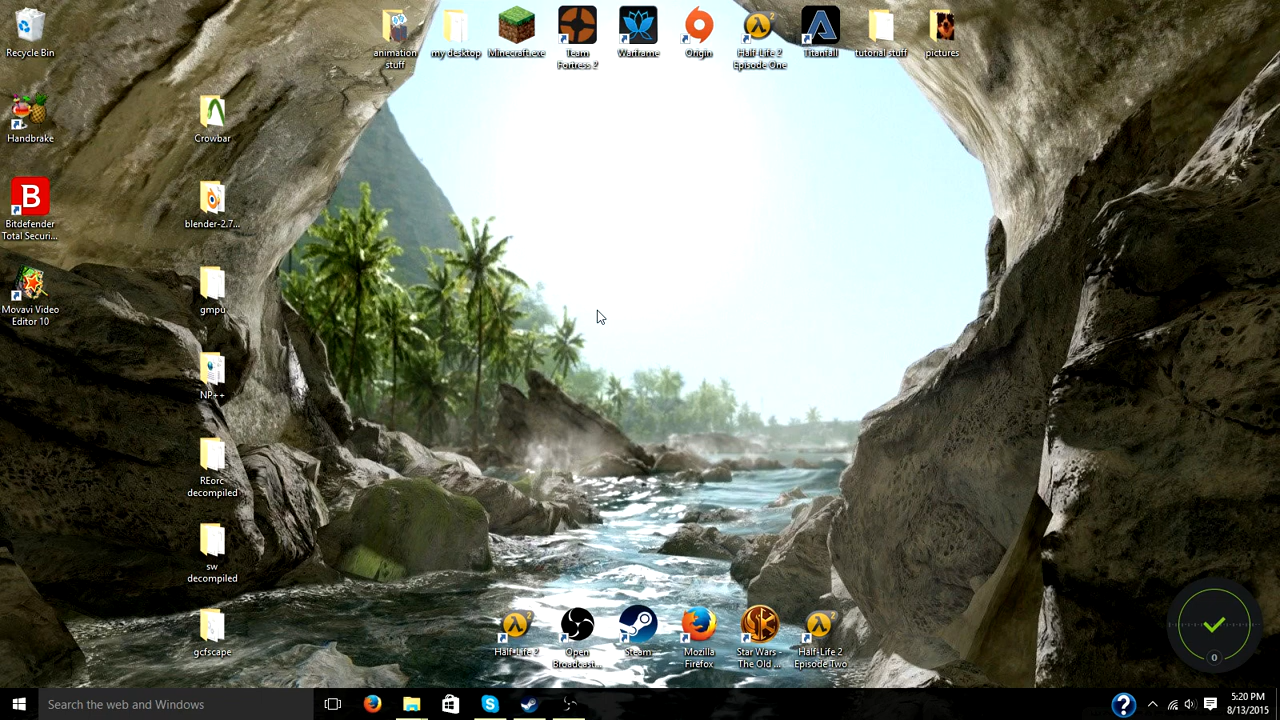 Recycle Bin
animation
stuff
my desktop
Minecraft.exe
Team
Fortress 2
Warframe
Origin
Half-Life 2
Episode One
Titanfall
tutorial stuff
pictures
Handbrake
Crowbar
B
Bitdefender
Total Securi...
blender-2.7...
Movavi Video
Editor 10
gmpu
NP++
REorc
decompiled
sw
decompiled
gcfscape
Half-Life 2
Open
Broadcast...
Steam
Mozilla
Firefox
Star Wars -
The Old ...
Half-Life 2
Episode Two
0
Search the web and Windows
5:20 PM
8/13/2015